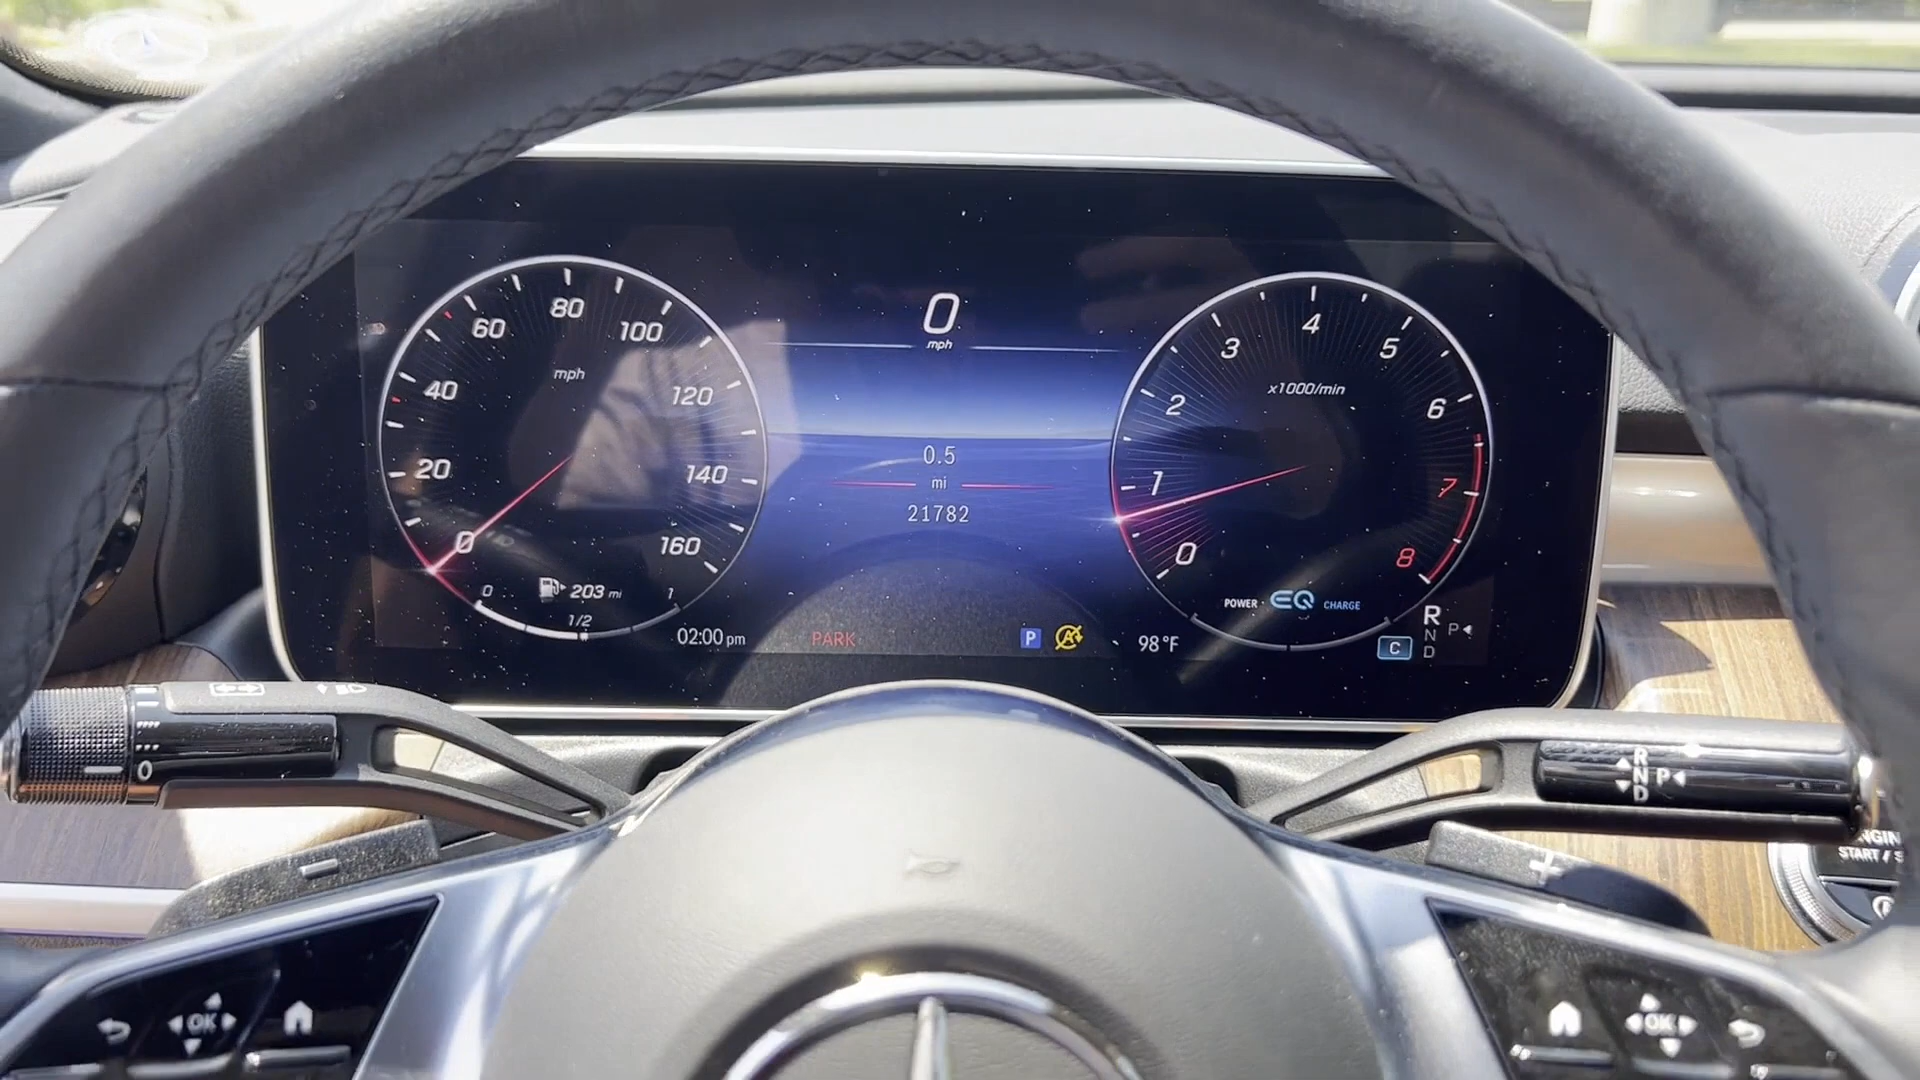 0
mph
80
60
100
4
3
5
mph
x1000/min
40
120
2
6
0.5
20
140
1
7
mi
21782
0
160
0
8
0
203 mi
1
1/2
POWER
EQ
CHARGE
R
N
D
P
02:00 pm
PARK
P
A
98 °F
C
R
N
D
P
0
START / S
OK
OK